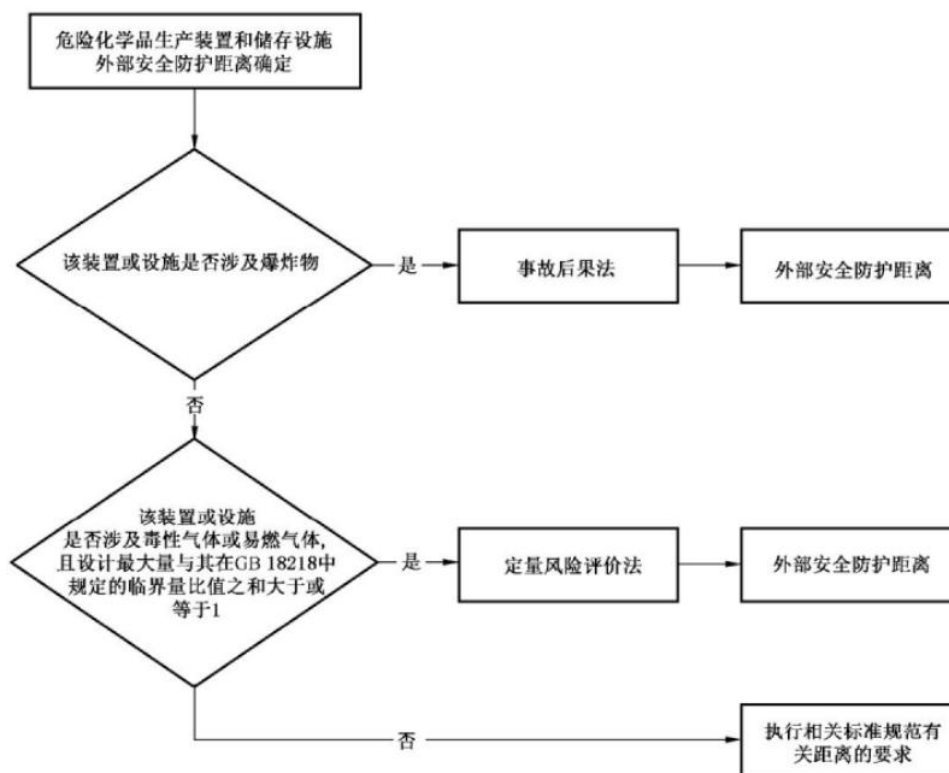 危险化学品生产装置和储存设施
外部安全防护距离确定
该装置或设施是否涉及爆炸物
是
事故后果法
外部安全防护距离
否
该装置或设施
是否涉及毒性气体或易燃气体,
且设计最大量与其在GB 18218中
规定的临界量比值之和大于或
等于1
是
定量风险评价法
外部安全防护距离
否
执行相关标准规范有
关距离的要求